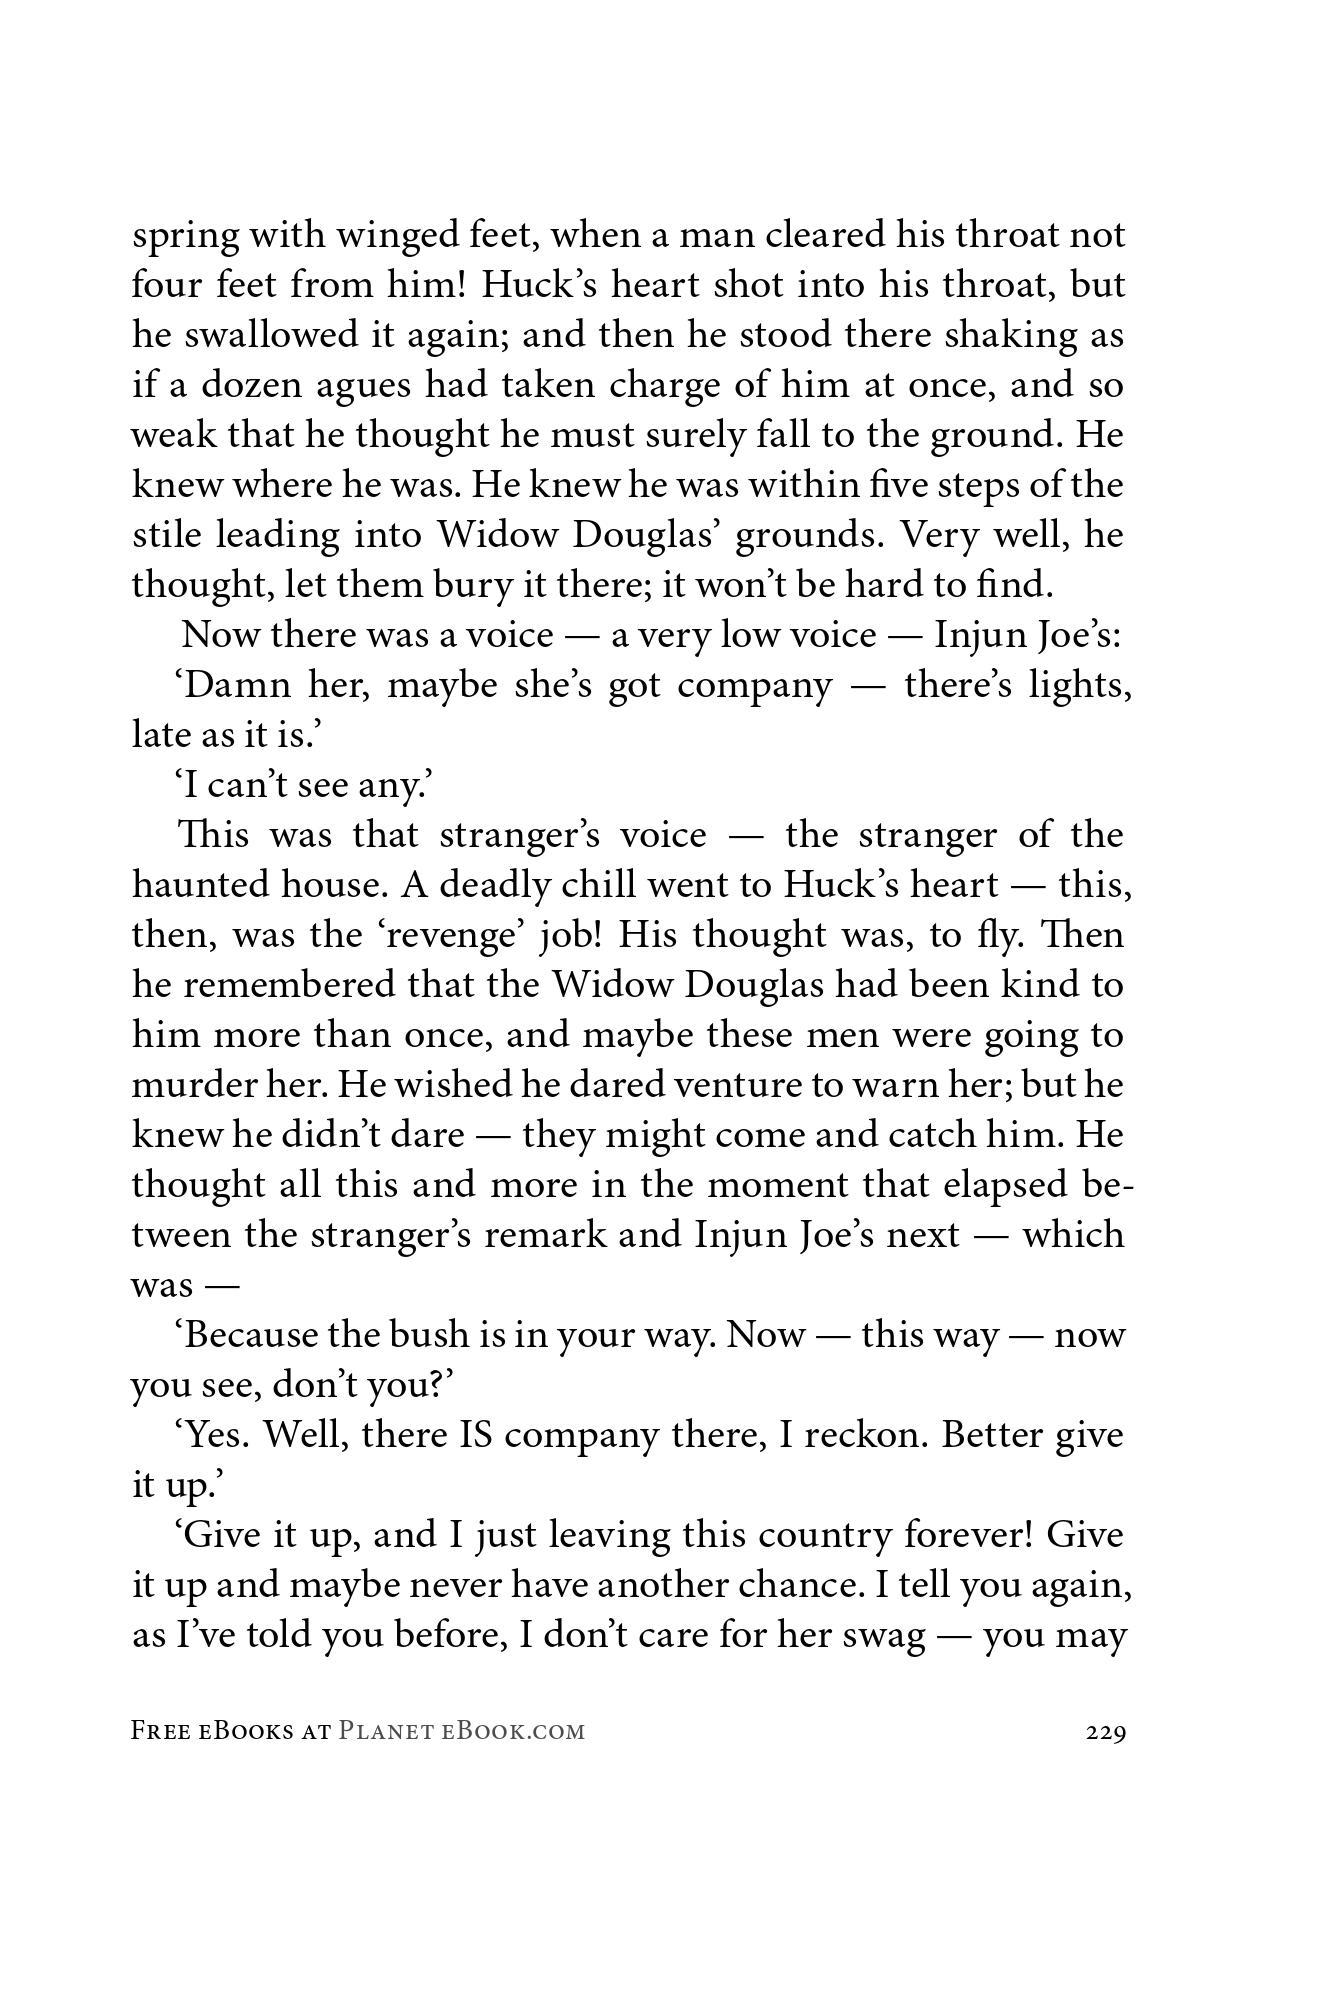 spring with winged feet, when a man cleared his throat not
four feet from him! Huck’s heart shot into his throat, but
he swallowed it again; and then he stood there shaking as
if a dozen agues had taken charge of him at once, and so
weak that he thought he must surely fall to the ground. He
knew where he was. He knew he was within five steps of the
stile leading into Widow Douglas’ grounds. Very well, he
thought, let them bury it there; it won’t be hard to find.
Now there was a voice — a very low voice — Injun Joe’s:
‘Damn her, maybe she’s got company — there’s lights,
late as it is.’
‘I can’t see any.’
This was that stranger’s voice — the stranger of the
haunted house. A deadly chill went to Huck’s heart — this,
then, was the ‘revenge’ job! His thought was, to fly. Then
he remembered that the Widow Douglas had been kind to
him more than once, and maybe these men were going to
murder her. He wished he dared venture to warn her; but he
knew he didn’t dare — they might come and catch him. He
thought all this and more in the moment that elapsed be-
tween the stranger’s remark and Injun Joe’s next — which
was —
‘Because the bush is in your way. Now — this way — now
you see, don’t you?’
‘Yes. Well, there IS company there, I reckon. Better give
it up.’
‘Give it up, and I just leaving this country forever! Give
it up and maybe never have another chance. I tell you again,
as I’ve told you before, I don’t care for her swag — you may
Free eBooks at Planet eBook.com 229